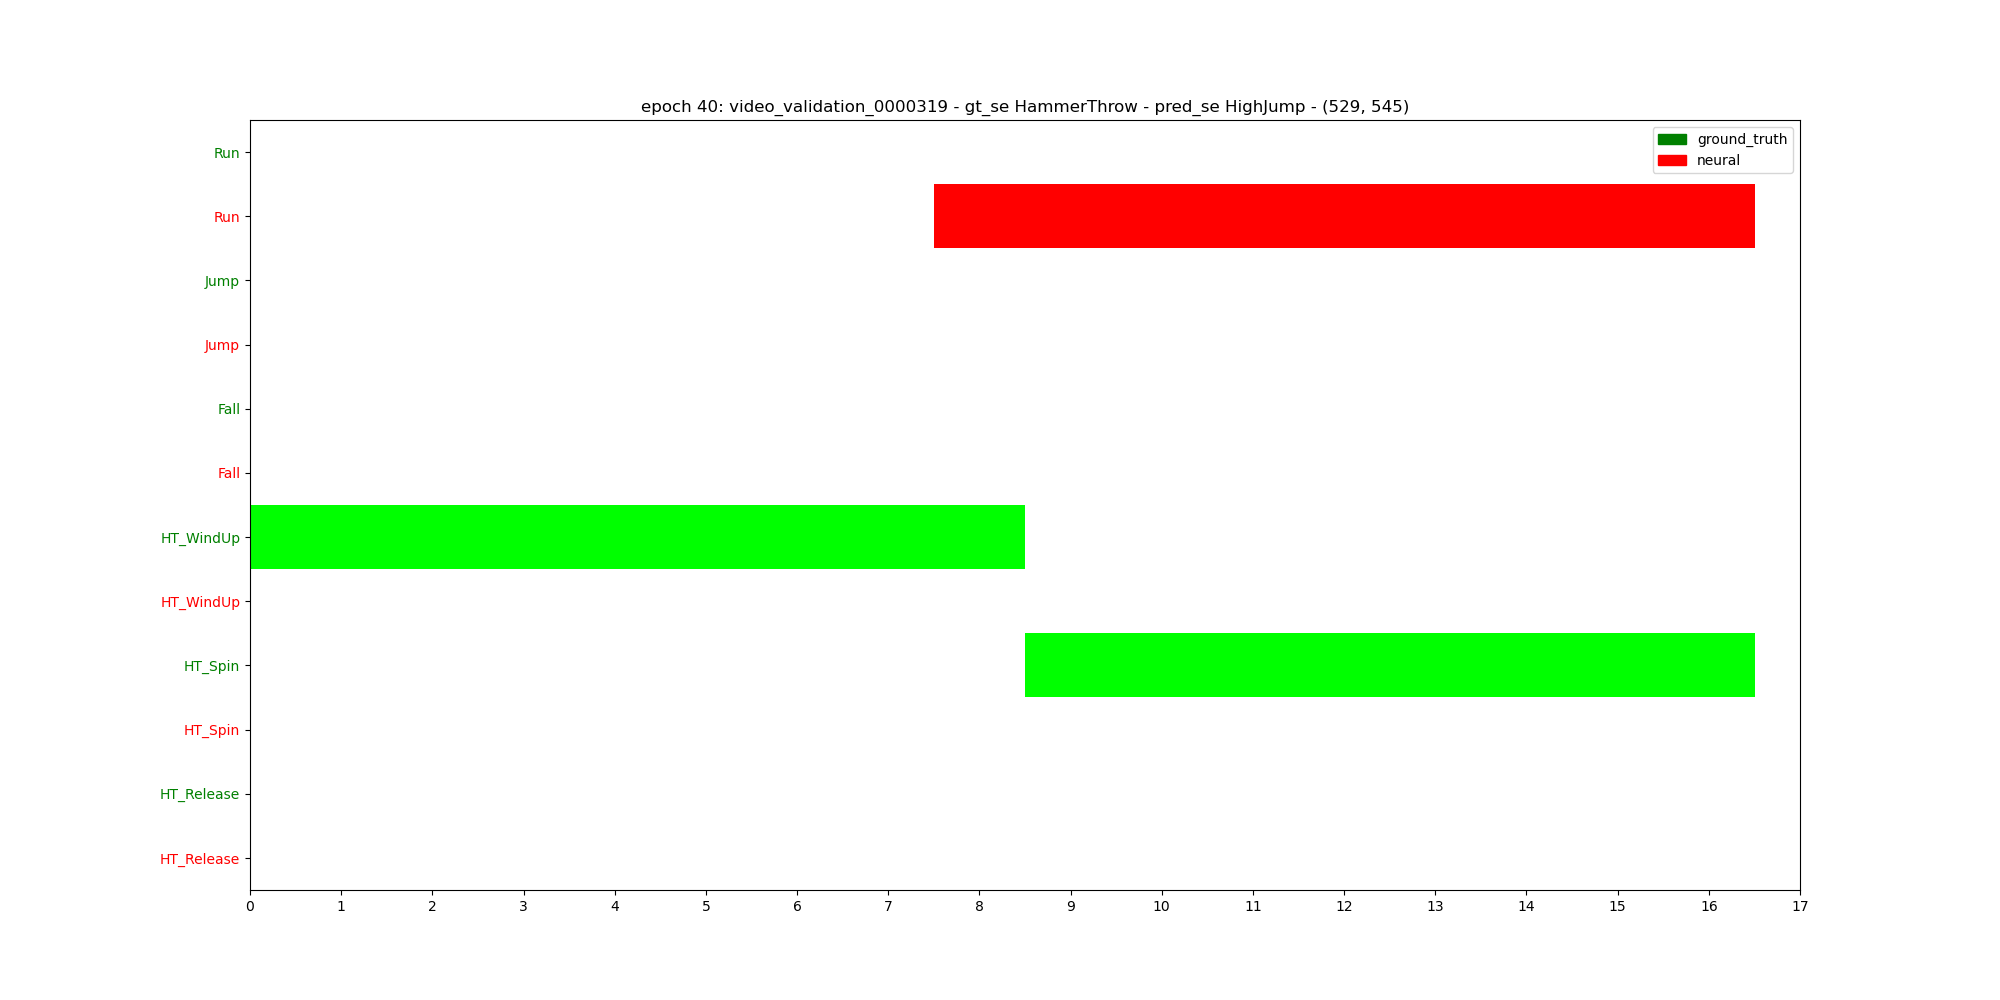 epoch 40: video_validation_0000319 - gt_se HammerThrow - pred_se HighJump - (529, 545)
ground_truth
neural
Run
Run
Jump
Jump
Fall
Fall
HT_WindUp
HT_WindUp
HT_Spin
HT_Spin
HT_Release
HT_Release
0 1 2 3 4 5 6 7 8 9 10 11 12 13 14 15 16 17